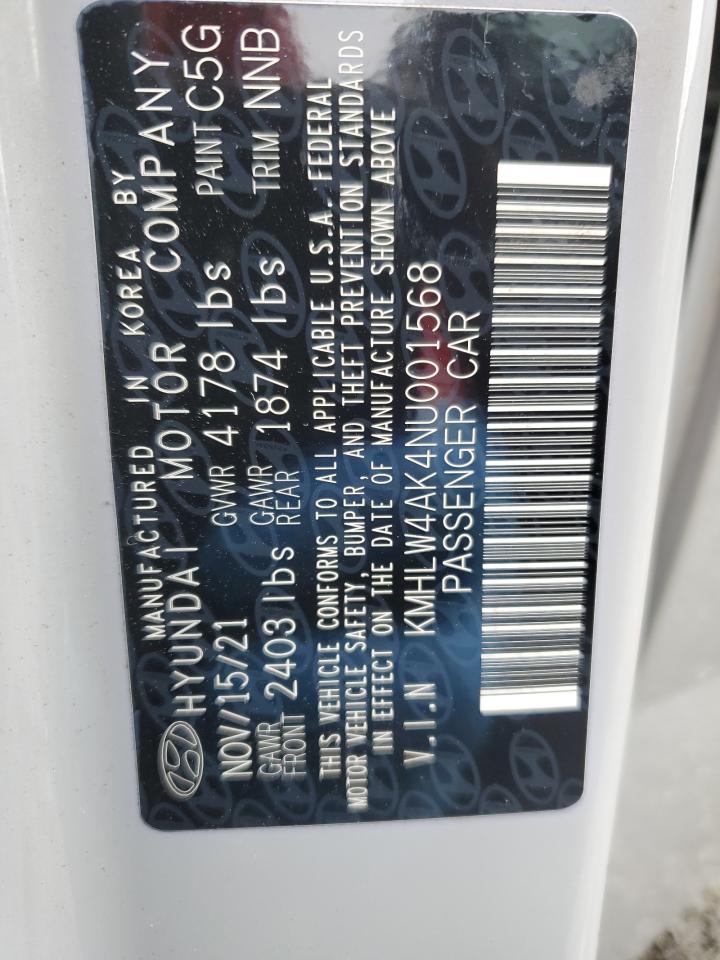 MANUFACTURED IN KOREA BY
HYUNDAI MOTOR COMPANY
NOV/15/21 GVWR 4178 lbs PAINT C5G
GAWR FRONT 2403 lbs GAWR REAR 1874 lbs TRIM NNB
THIS VEHICLE CONFORMS TO ALL APPLICABLE U.S.A. FEDERAL
MOTOR VEHICLE SAFETY, BUMPER, AND THEFT PREVENTION STANDARDS
IN EFFECT ON THE DATE OF MANUFACTURE SHOWN ABOVE
V.I.N KMHLW4AK4NU001568
PASSENGER CAR